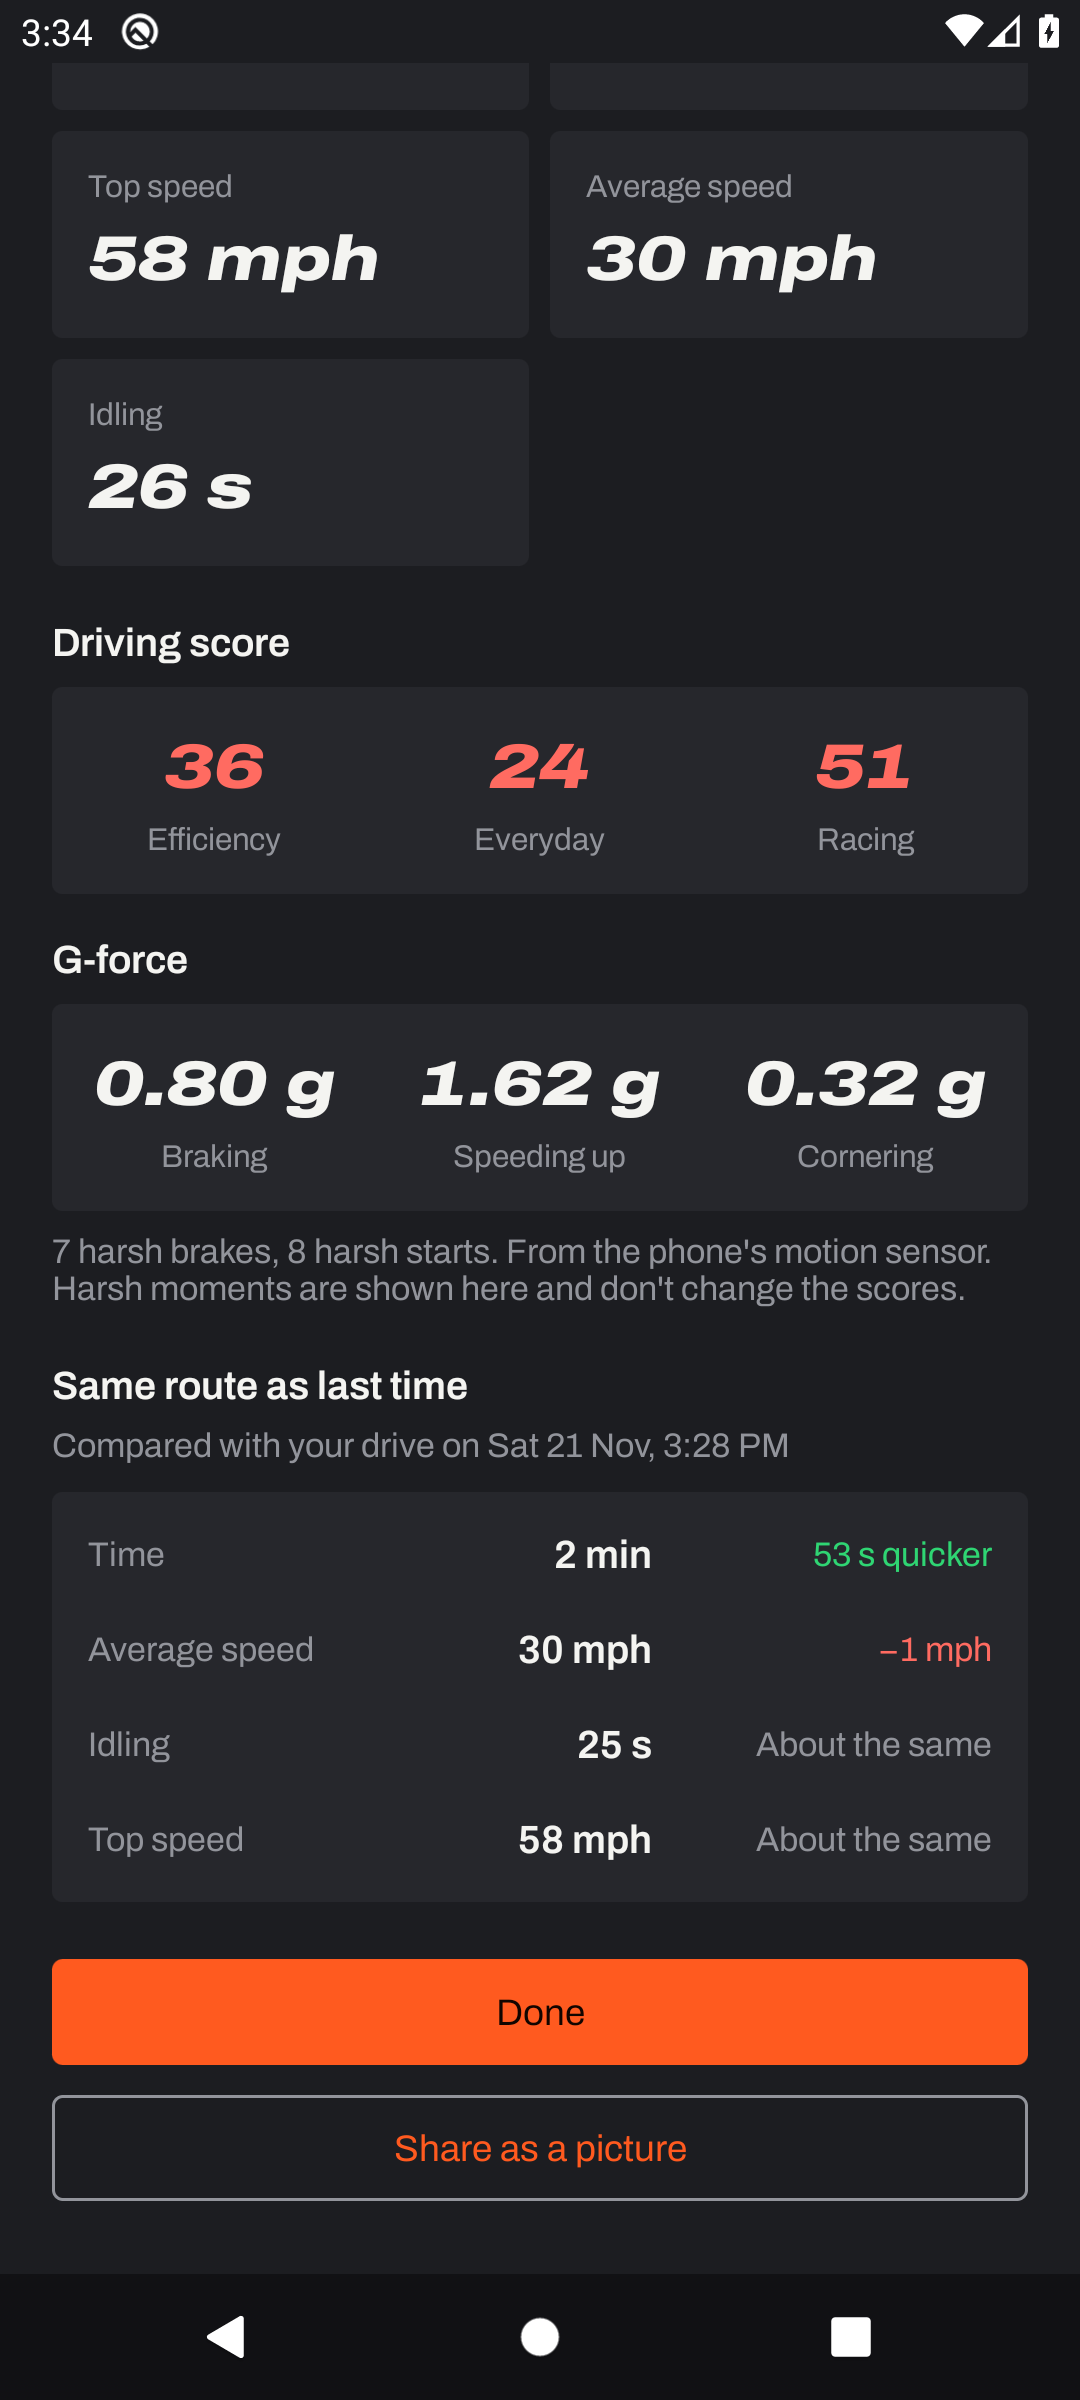 3:34
Top speed
Average speed
58 mph
30 mph
Idling
26 s
Driving score
36
24
51
Efficiency
Everyday
Racing
G-force
0.80 g
1.62 g
0.32 g
Braking
Speeding up
Cornering
7 harsh brakes, 8 harsh starts. From the phone's motion sensor.
Harsh moments are shown here and don't change the scores.
Same route as last time
Compared with your drive on Sat 21 Nov, 3:28 PM
Time 2 min 53 s quicker
Average speed 30 mph −1 mph
Idling 25 s About the same
Top speed 58 mph About the same
Done
Share as a picture